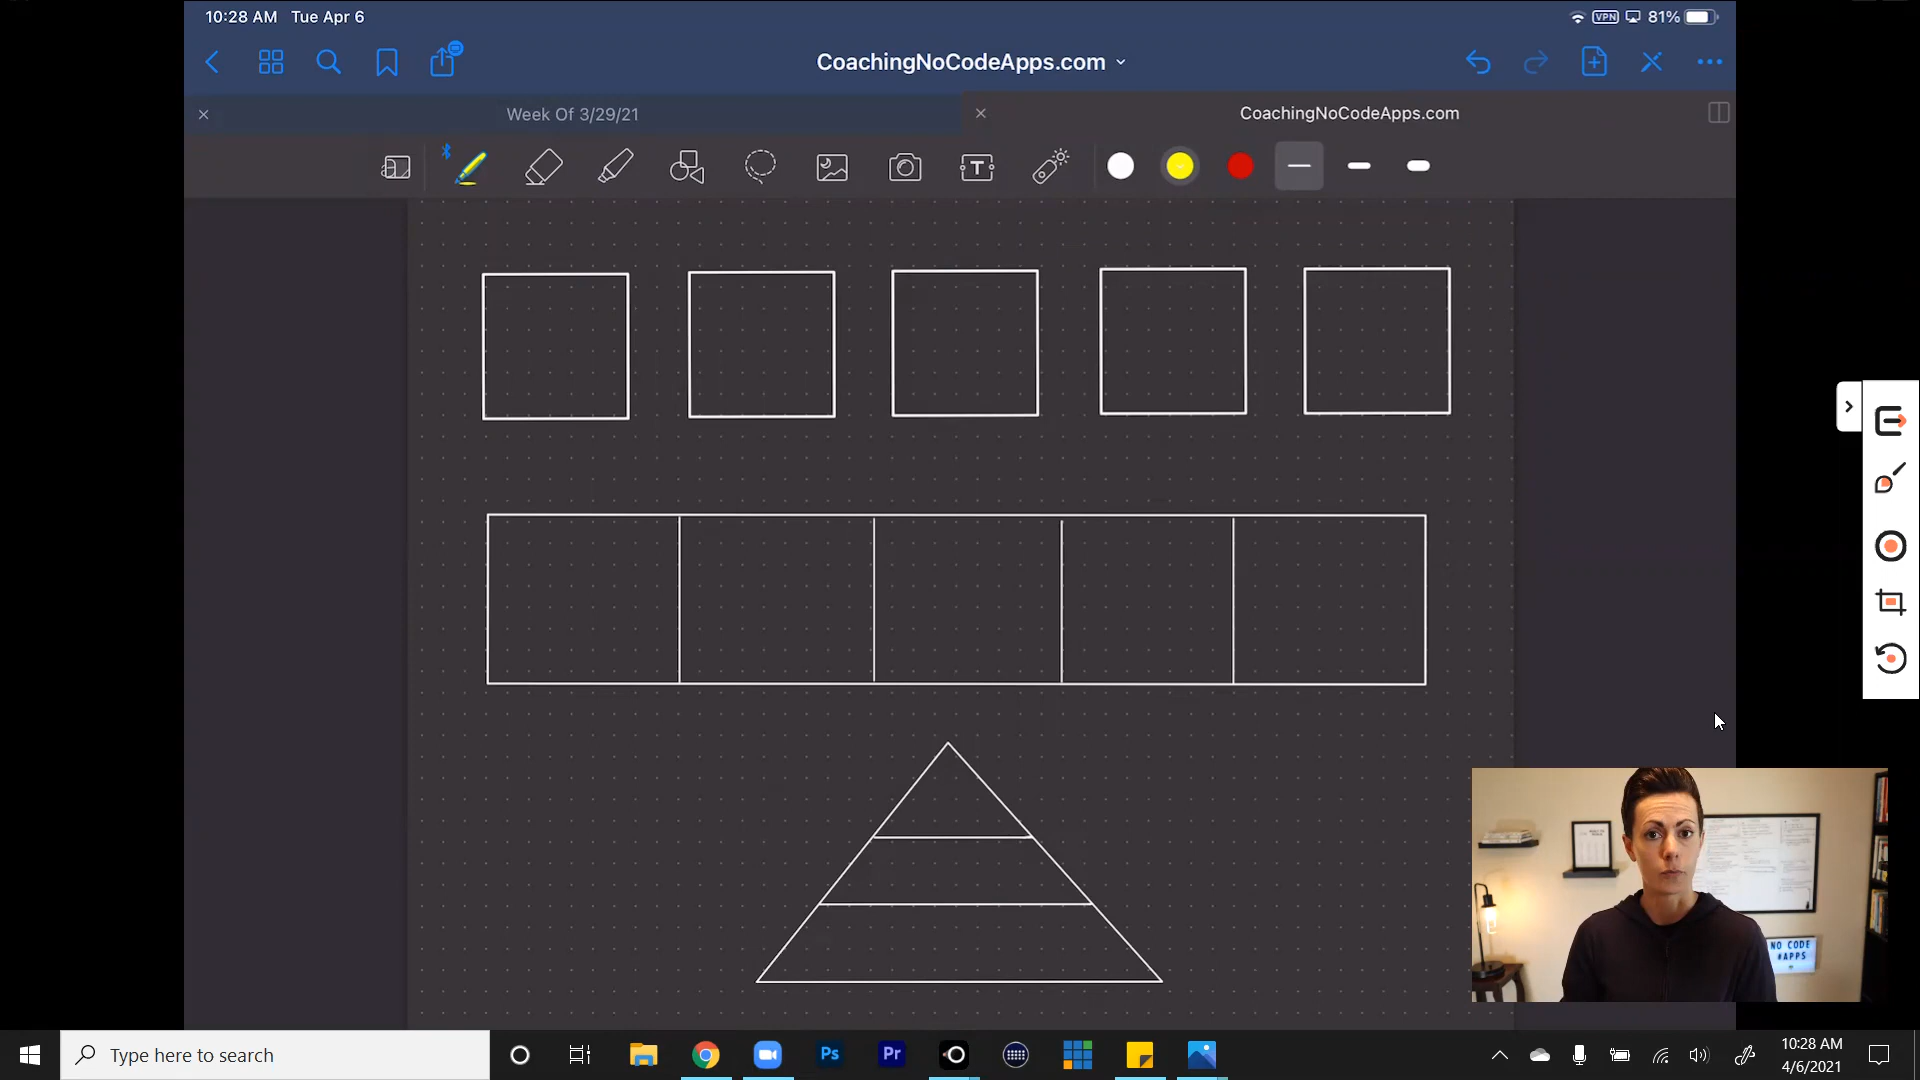 10:28 AM Tue Apr 6
VPN 81%
CoachingNoCodeApps.com
Week Of 3/29/21
CoachingNoCodeApps.com
T
NO CODE
#APPS
Type here to search
Ps
Pr
10:28 AM
4/6/2021